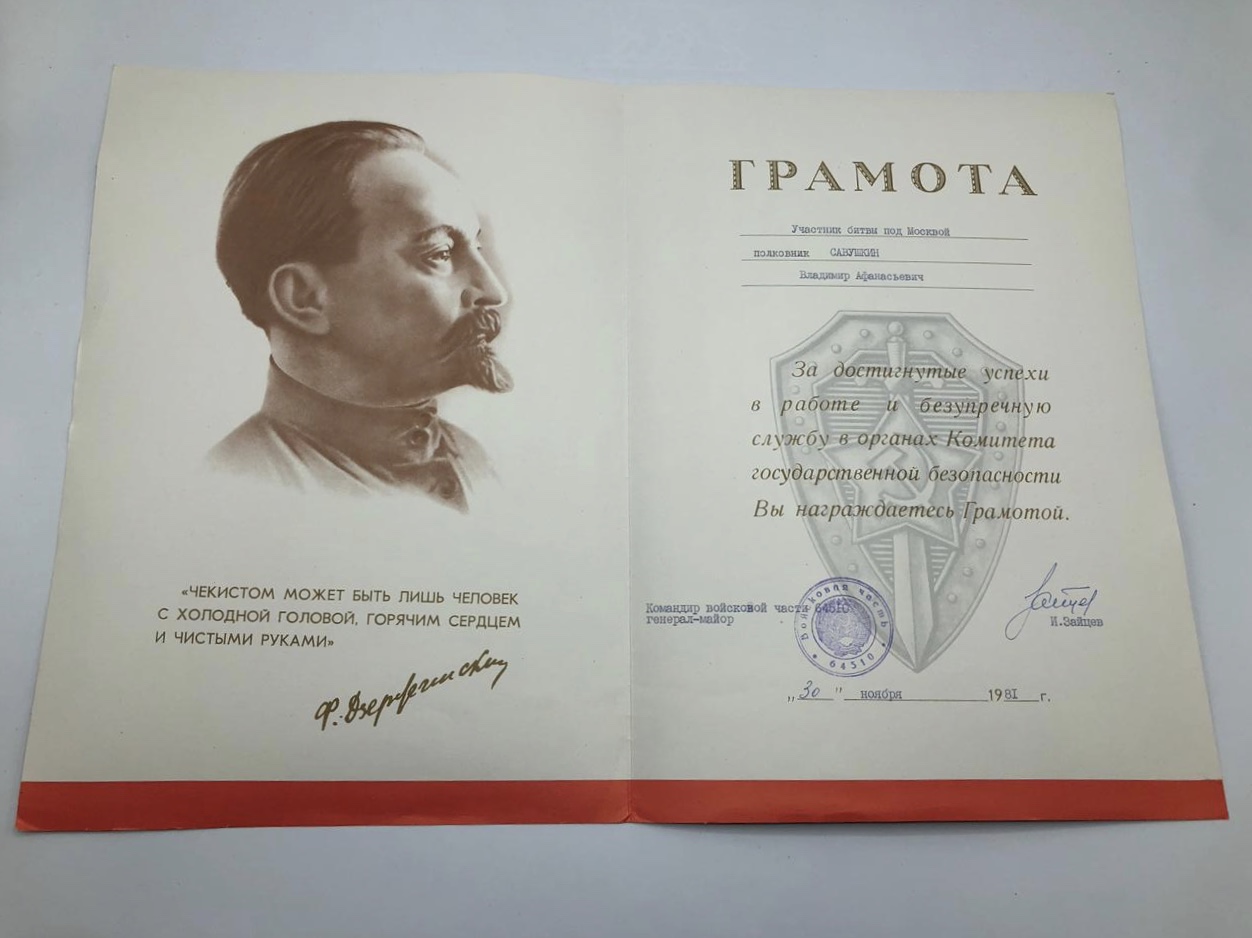 «ЧЕКИСТОМ МОЖЕТ БЫТЬ ЛИШЬ ЧЕЛОВЕК
С ХОЛОДНОЙ ГОЛОВОЙ, ГОРЯЧИМ СЕРДЦЕМ
И ЧИСТЫМИ РУКАМИ»
Ф. Дзержинский
ГРАМОТА
Участник битвы под Москвой
полковник САВУШКИН
Владимир Афанасьевич
За достигнутые успехи
в работе и безупречную
службу в органах Комитета
государственной безопасности
Вы награждаетесь Грамотой.
Командир войсковой части 64510
генерал-майор
И.Зайцев
Войсковая часть
64510
„30" ноября 1981 г.